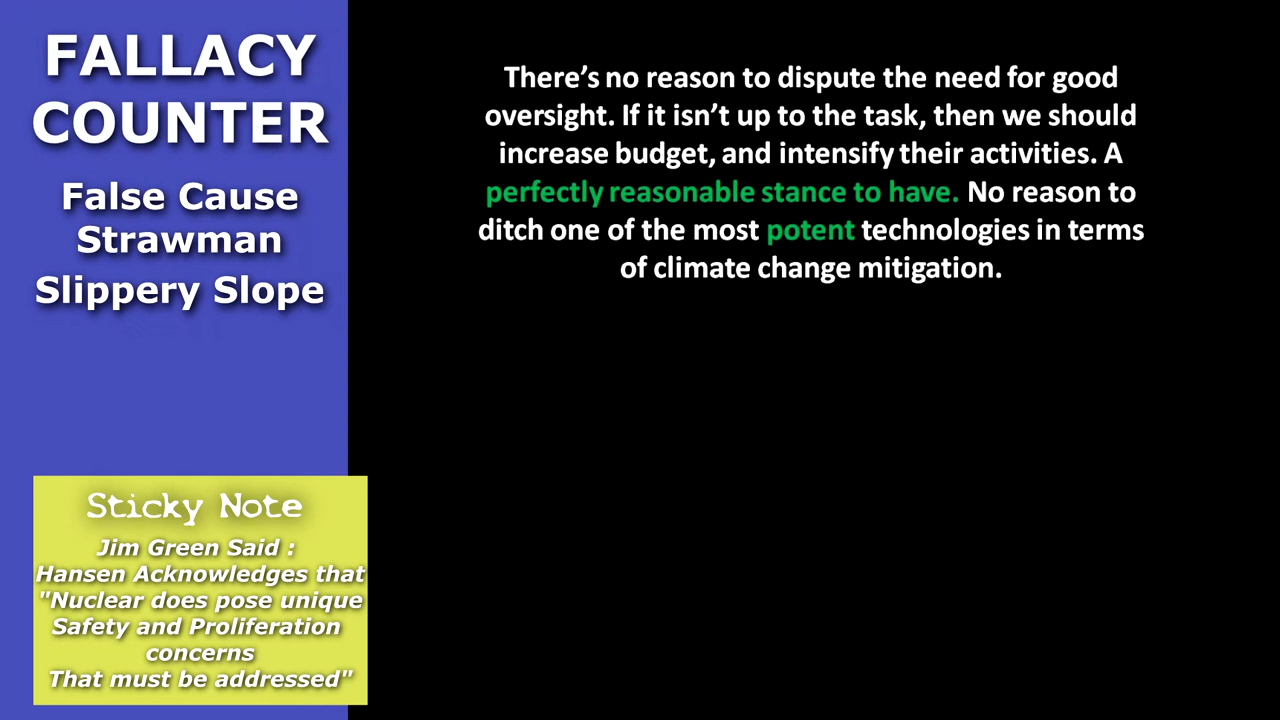 FALLACY
COUNTER
False Cause
Strawman
Slippery Slope
There’s no reason to dispute the need for good
oversight. If it isn’t up to the task, then we should
increase budget, and intensify their activities. A
perfectly reasonable stance to have. No reason to
ditch one of the most potent technologies in terms
of climate change mitigation.
Sticky Note
Jim Green Said :
Hansen Acknowledges that
"Nuclear does pose unique
Safety and Proliferation
concerns
That must be addressed"